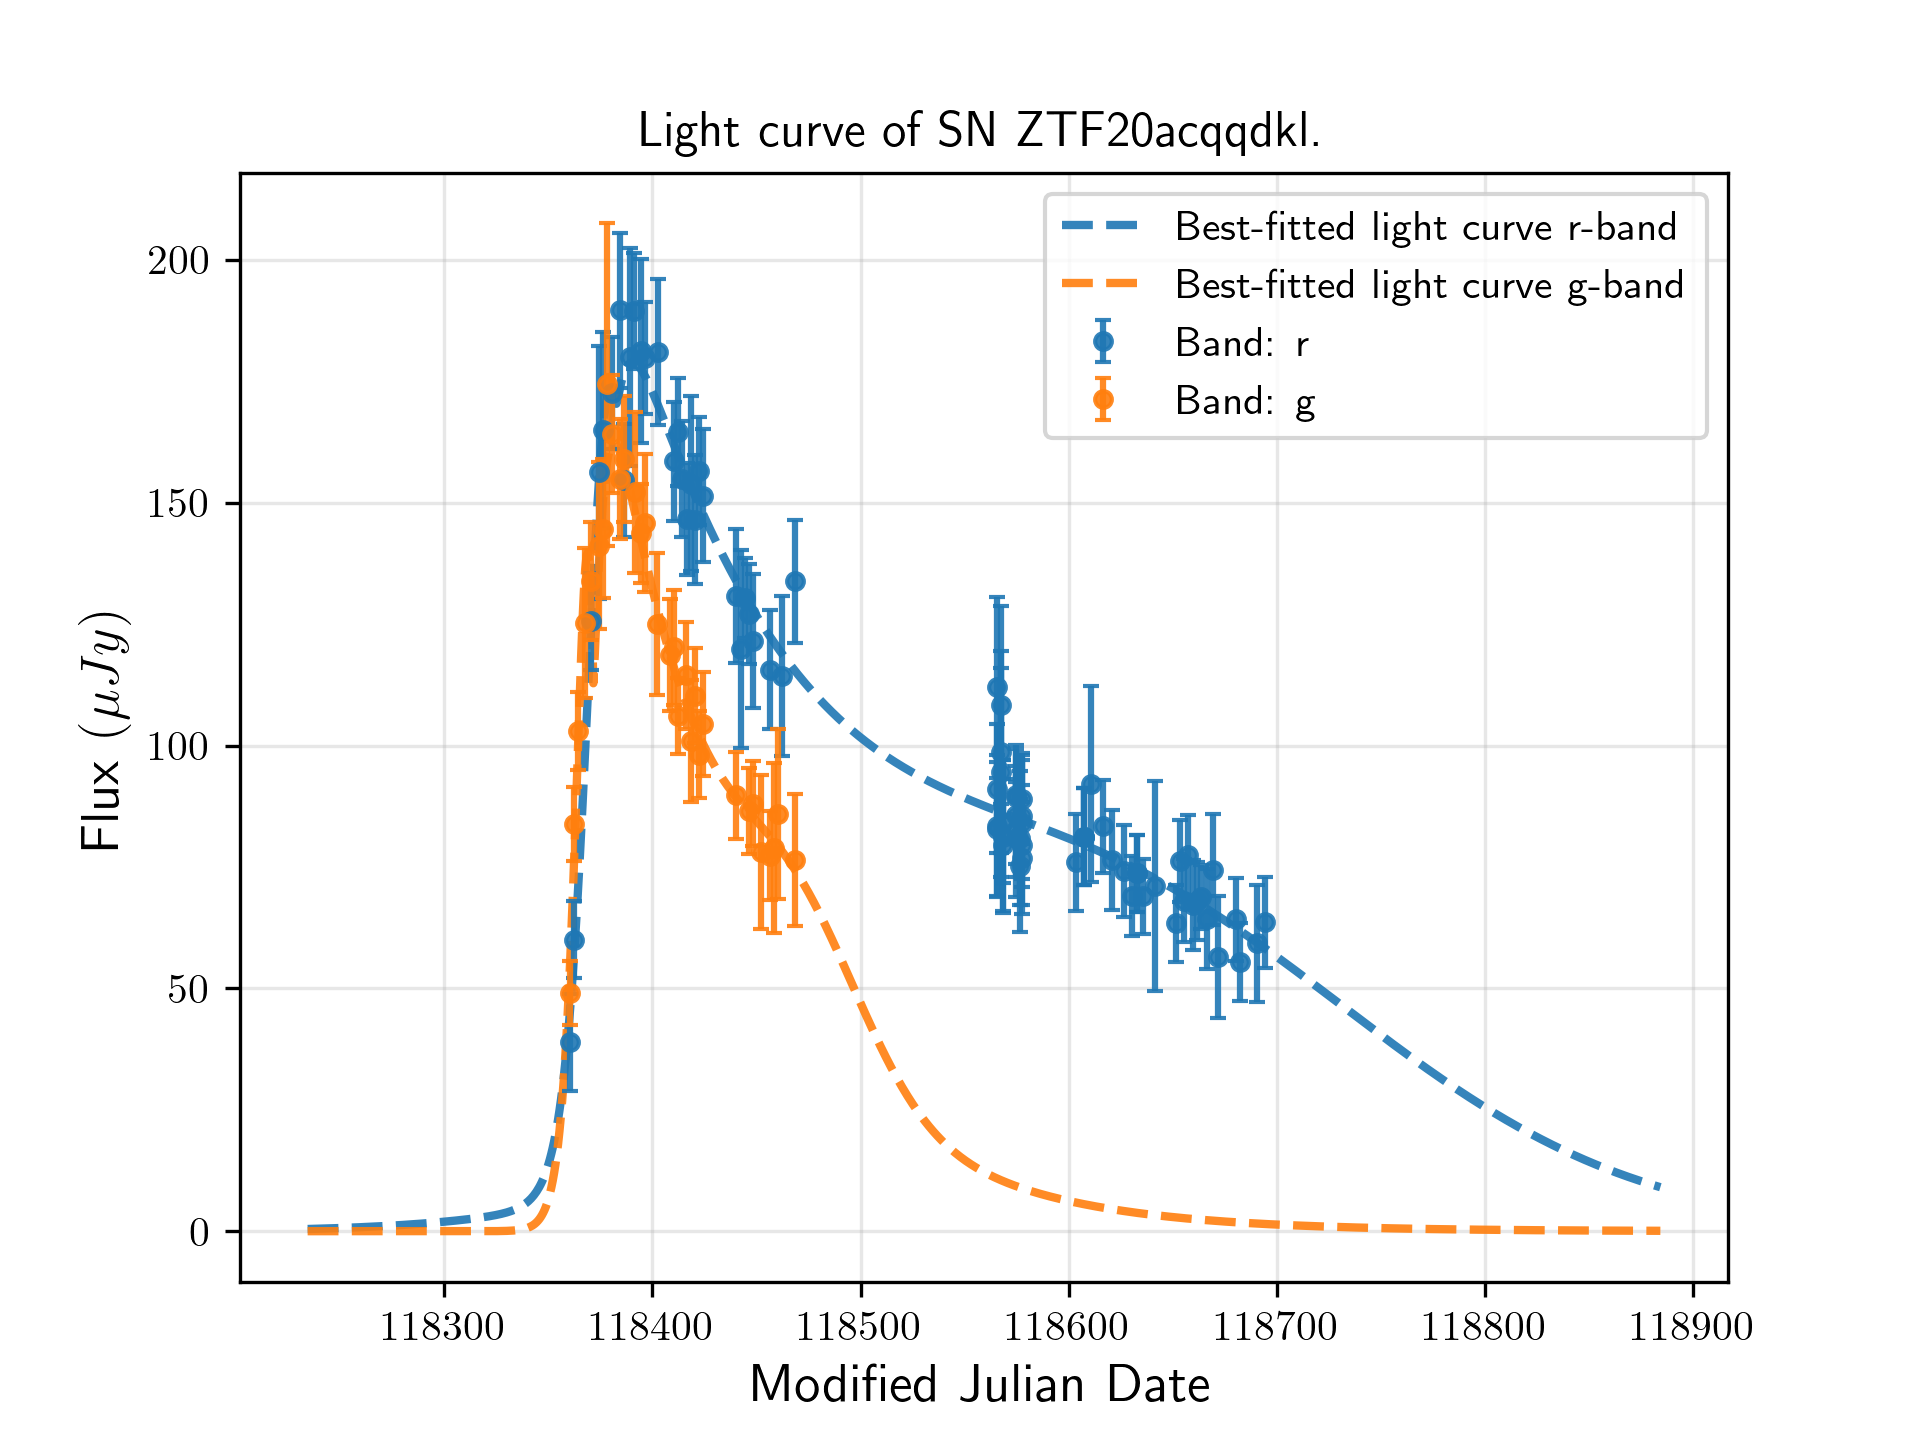 Light curve of SN ZTF20acqqdkl.
Best-fitted light curve r-band
Best-fitted light curve g-band
Band: r
Band: g
200
150
100
50
0
Flux (μJy)
118300 118400 118500 118600 118700 118800 118900
Modified Julian Date